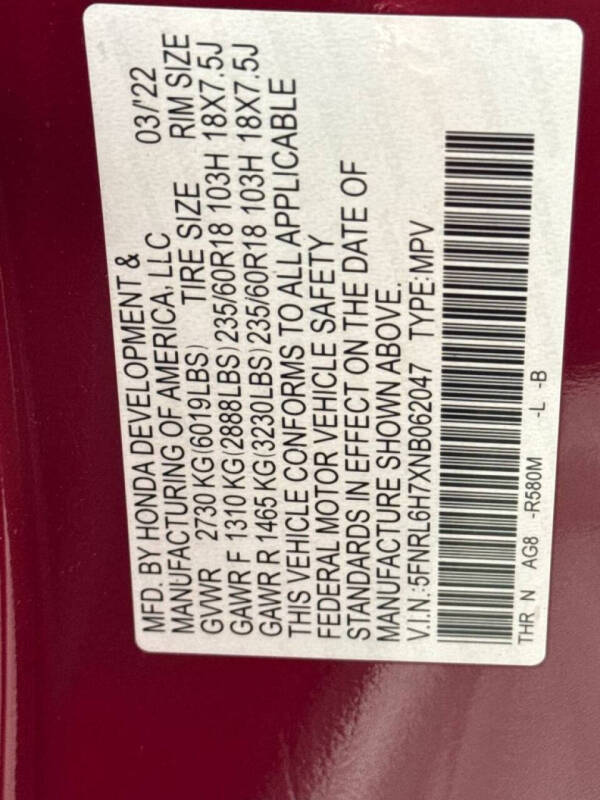 MFD. BY HONDA DEVELOPMENT & 03/'22
MANUFACTURING OF AMERICA, LLC
GVWR 2730 KG(6019LBS) TIRE SIZE RIM SIZE
GAWR F 1310 KG(2888LBS) 235/60R18 103H 18X7.5J
GAWR R 1465 KG(3230LBS) 235/60R18 103H 18X7.5J
THIS VEHICLE CONFORMS TO ALL APPLICABLE
FEDERAL MOTOR VEHICLE SAFETY
STANDARDS IN EFFECT ON THE DATE OF
MANUFACTURE SHOWN ABOVE.
V.I.N.:5FNRL6H7XNB062047 TYPE:MPV
THR N AG8 -R580M -L -B